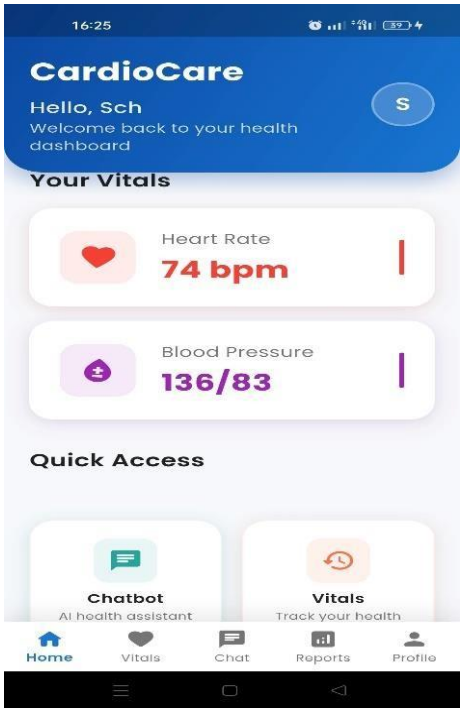 16:25
39
CardioCare
Hello, Sch
S
Welcome back to your health
dashboard
Your Vitals
Heart Rate
74 bpm
Blood Pressure
136/83
Quick Access
Chatbot
AI health assistant
Vitals
Track your health
Home
Vitals
Chat
Reports
Profile